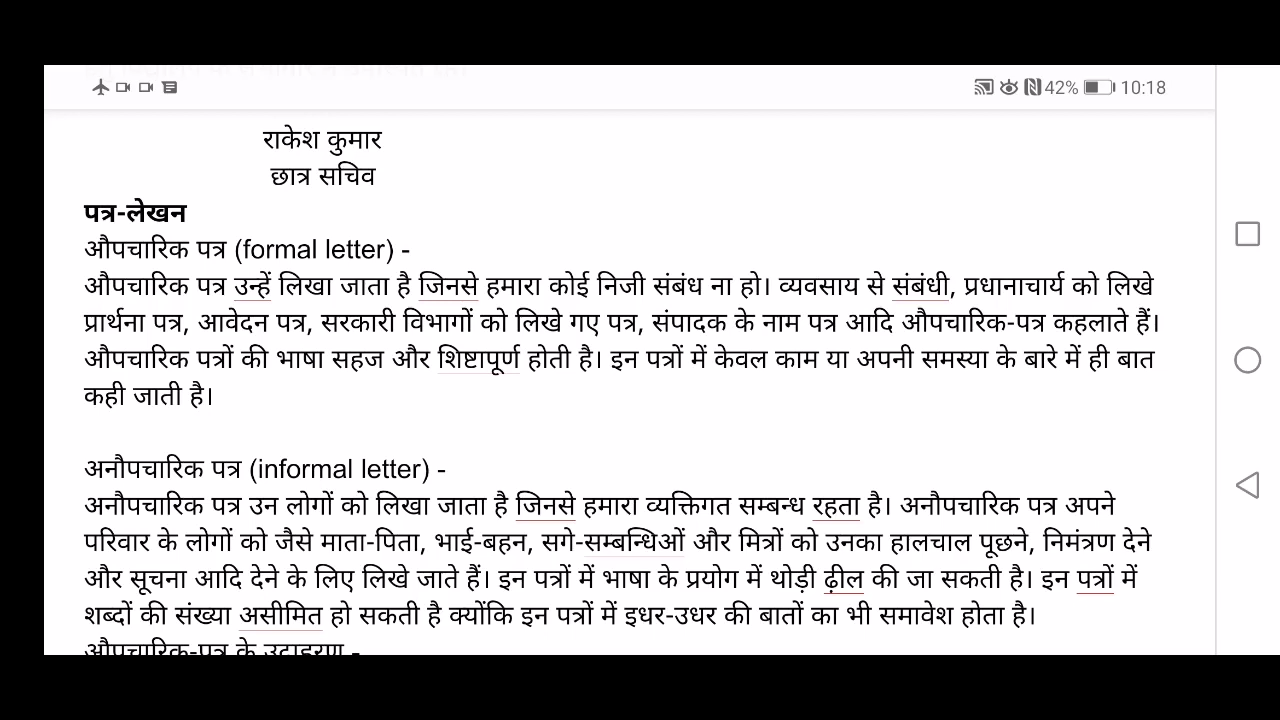 42% 10:18
राकेश कुमार
छात्र सचिव
पत्र-लेखन
औपचारिक पत्र (formal letter) -
औपचारिक पत्र उन्हें लिखा जाता है जिनसे हमारा कोई निजी संबंध ना हो। व्यवसाय से संबंधी, प्रधानाचार्य को लिखे
प्रार्थना पत्र, आवेदन पत्र, सरकारी विभागों को लिखे गए पत्र, संपादक के नाम पत्र आदि औपचारिक-पत्र कहलाते हैं।
औपचारिक पत्रों की भाषा सहज और शिष्टापूर्ण होती है। इन पत्रों में केवल काम या अपनी समस्या के बारे में ही बात
कही जाती है।
अनौपचारिक पत्र (informal letter) -
अनौपचारिक पत्र उन लोगों को लिखा जाता है जिनसे हमारा व्यक्तिगत सम्बन्ध रहता है। अनौपचारिक पत्र अपने
परिवार के लोगों को जैसे माता-पिता, भाई-बहन, सगे-सम्बन्धिओं और मित्रों को उनका हालचाल पूछने, निमंत्रण देने
और सूचना आदि देने के लिए लिखे जाते हैं। इन पत्रों में भाषा के प्रयोग में थोड़ी ढ़ील की जा सकती है। इन पत्रों में
शब्दों की संख्या असीमित हो सकती है क्योंकि इन पत्रों में इधर-उधर की बातों का भी समावेश होता है।
औपचारिक-पत्र के उदाहरण -